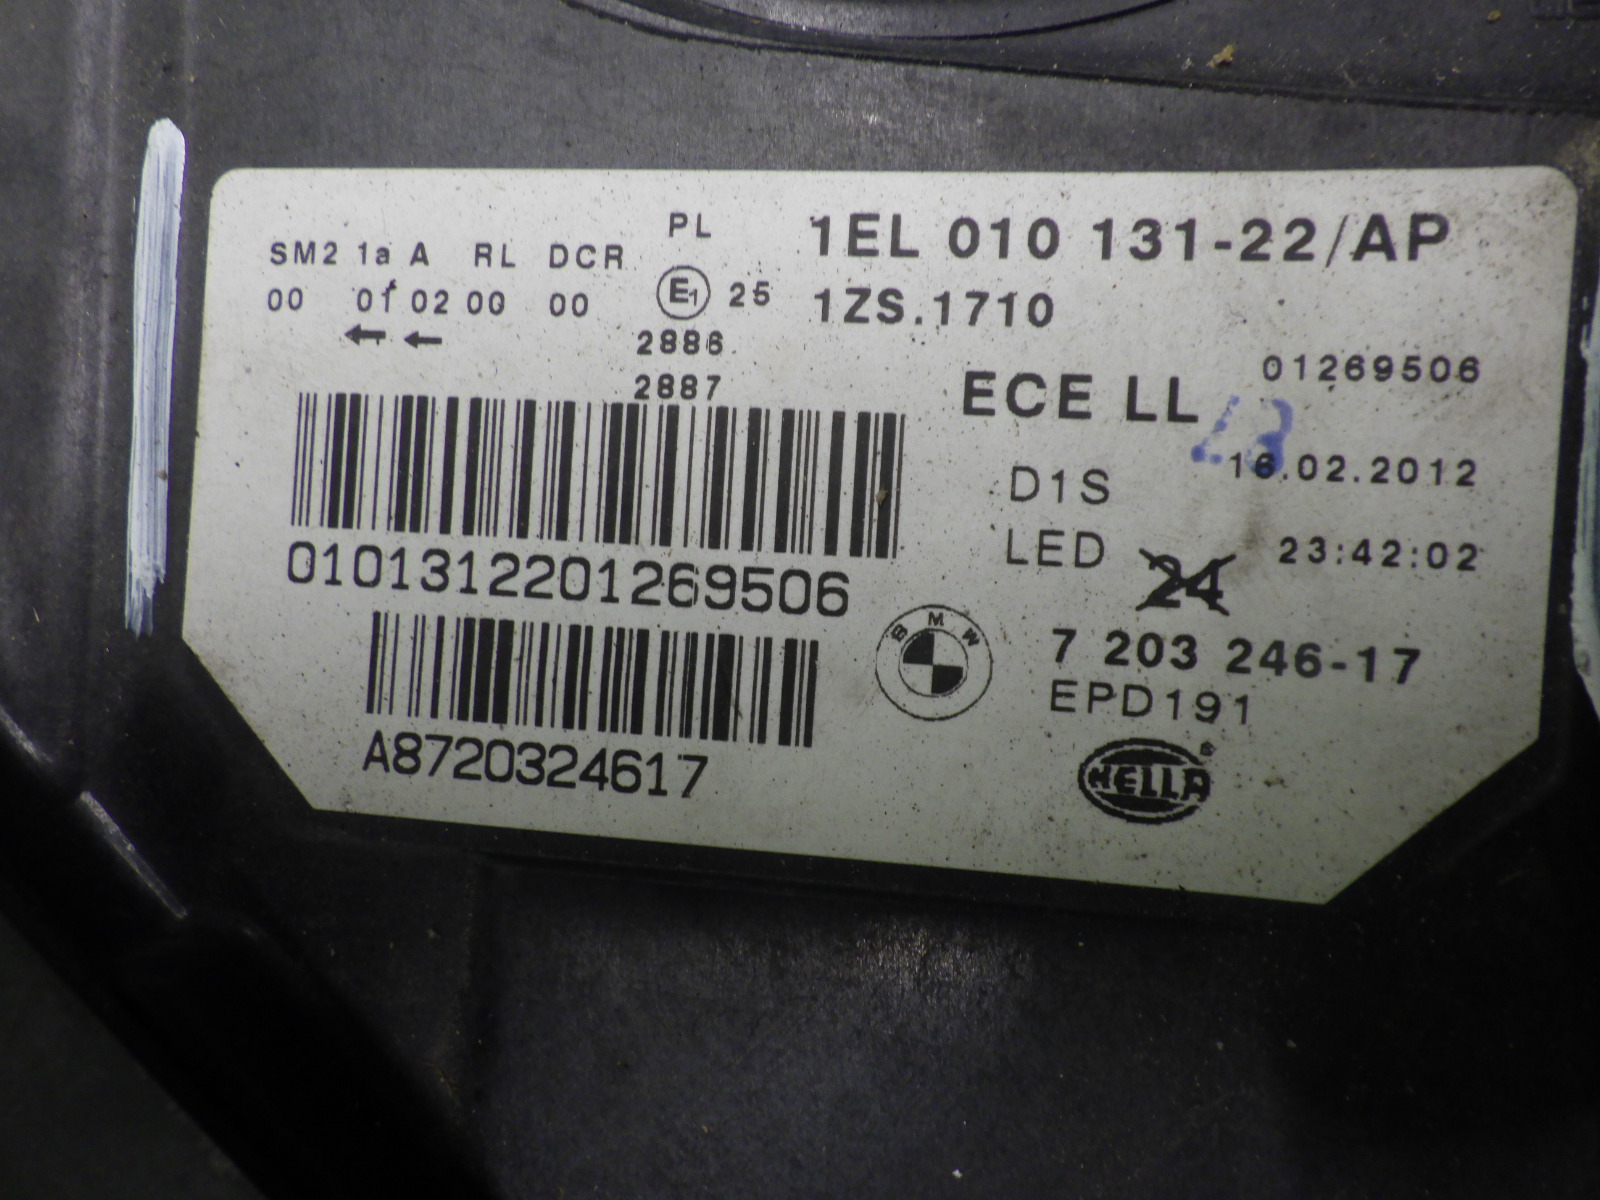 SM2 1a A RL DCR PL
00 01 02 00 00 E1 25
2886
2887
1EL 010 131-22/AP
1ZS.1710
ECE LL 01269506
D1S 16.02.2012
LED 24 23:42:02
0101312201269506
BMW
7 203 246-17
EPD191
A8720324617
HELLA®